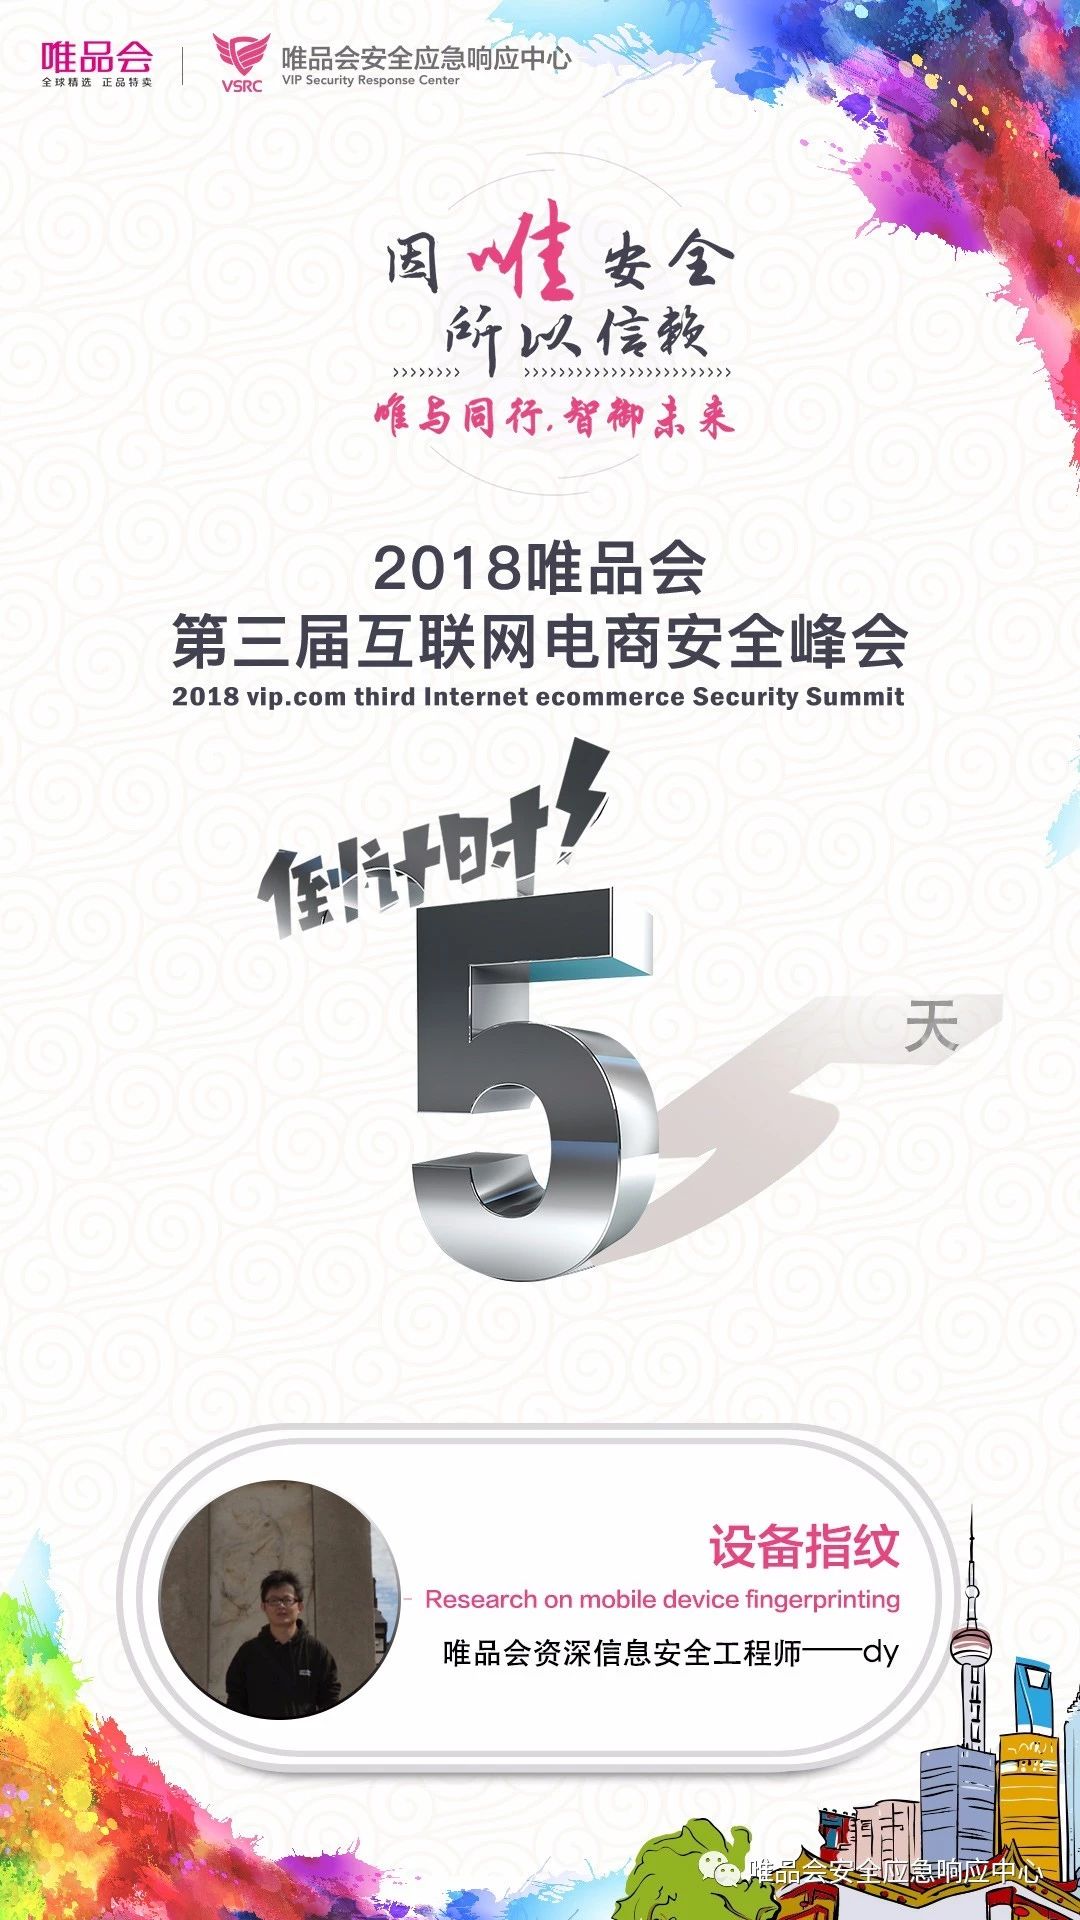 唯品会
全球精选 正品特卖
VSRC
唯品会安全应急响应中心
VIP Security Response Center
因唯安全
所以信赖
唯与同行,智御未来
2018唯品会
第三届互联网电商安全峰会
2018 vip.com third Internet ecommerce Security Summit
倒计时
5
天
设备指纹
Research on mobile device fingerprinting
唯品会资深信息安全工程师——dy
唯品会安全应急响应中心